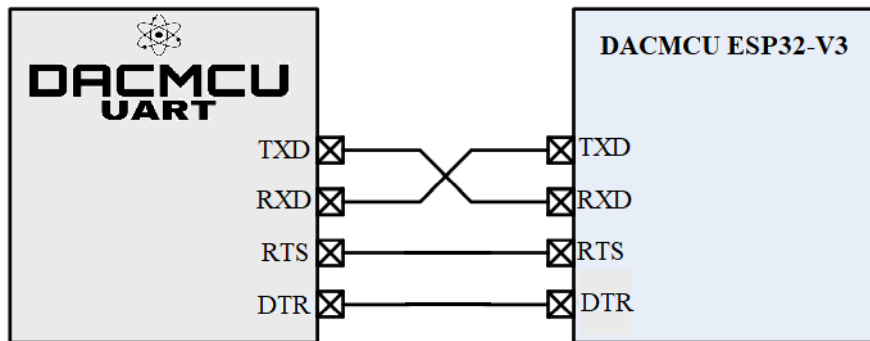 DACMCU
UART
TXD
RXD
RTS
DTR
DACMCU ESP32-V3
TXD
RXD
RTS
DTR